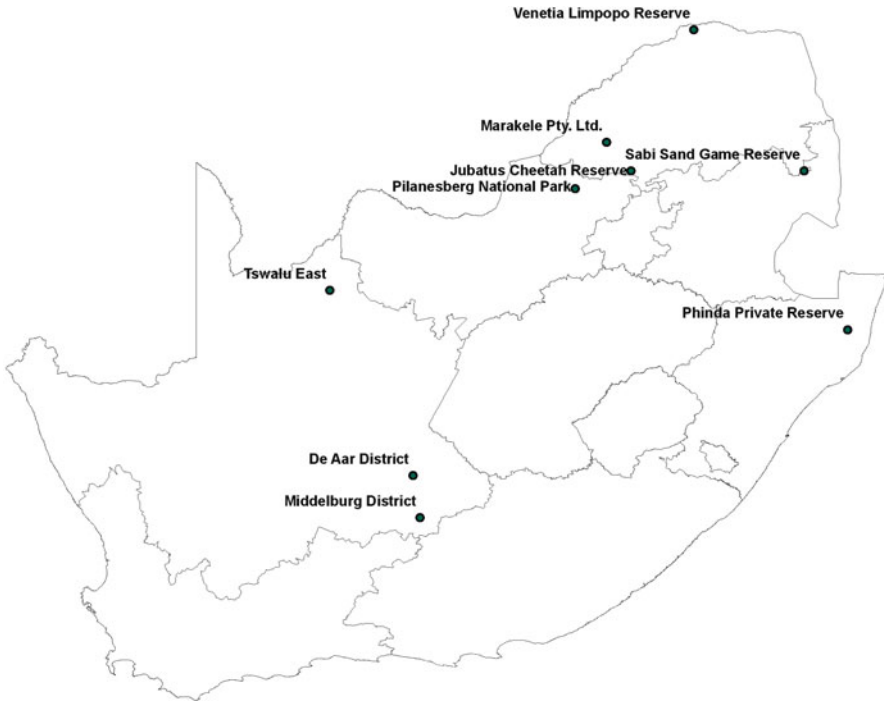 Venetia Limpopo Reserve
Marakele Pty. Ltd.
Sabi Sand Game Reserve
Jubatus Cheetah Reserve
Pilanesberg National Park
Tswalu East
Phinda Private Reserve
De Aar District
Middelburg District